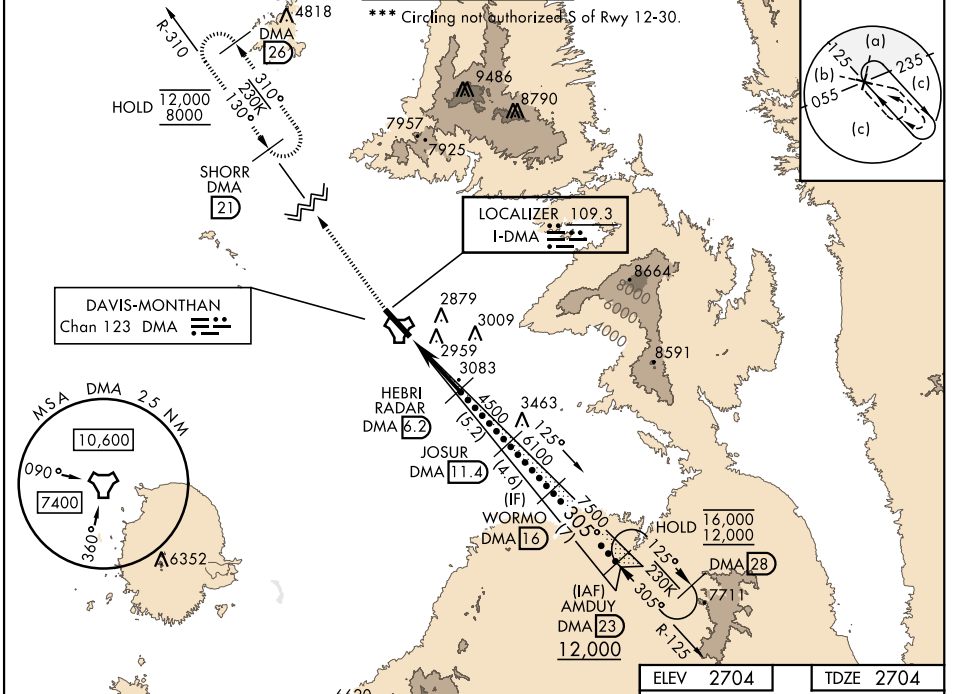 *** Circling not authorized S of Rwy 12-30.
4818
R-310
DMA
26
310°
230K
130°
HOLD 12,000
8000
SHORR
DMA
21
9486
8790
7957
7925
(a)
125
235
(b)
(c)
055
(c)
LOCALIZER 109.3
I-DMA
8664
8000
6000
4000
8591
DAVIS-MONTHAN
Chan 123 DMA
2879
3009
2959
3083
HEBRI
RADAR
DMA 6.2
4500
(5.2)
3463
125°
6100
JOSUR
DMA 11.4
(4.6)
(IF)
WORMO
DMA 16
7500
305°
(7)
HOLD 16,000
12,000
125°
230K
DMA 28
305°
7711
(IAF)
AMDUY
DMA 23
12,000
R-125
MSA DMA 25 NM
10,600
090°
7400
360°
6352
ELEV 2704
TDZE 2704